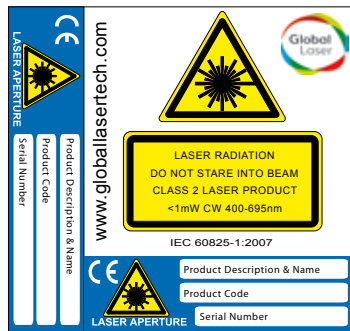 CE
LASER APERTURE
Serial Number
Product Code
Product Description & Name
www.globallasertech.com
Global
Laser
LASER RADIATION
DO NOT STARE INTO BEAM
CLASS 2 LASER PRODUCT
<1mW CW 400-695nm
IEC 60825-1:2007
CE
LASER APERTURE
Product Description & Name
Product Code
Serial Number